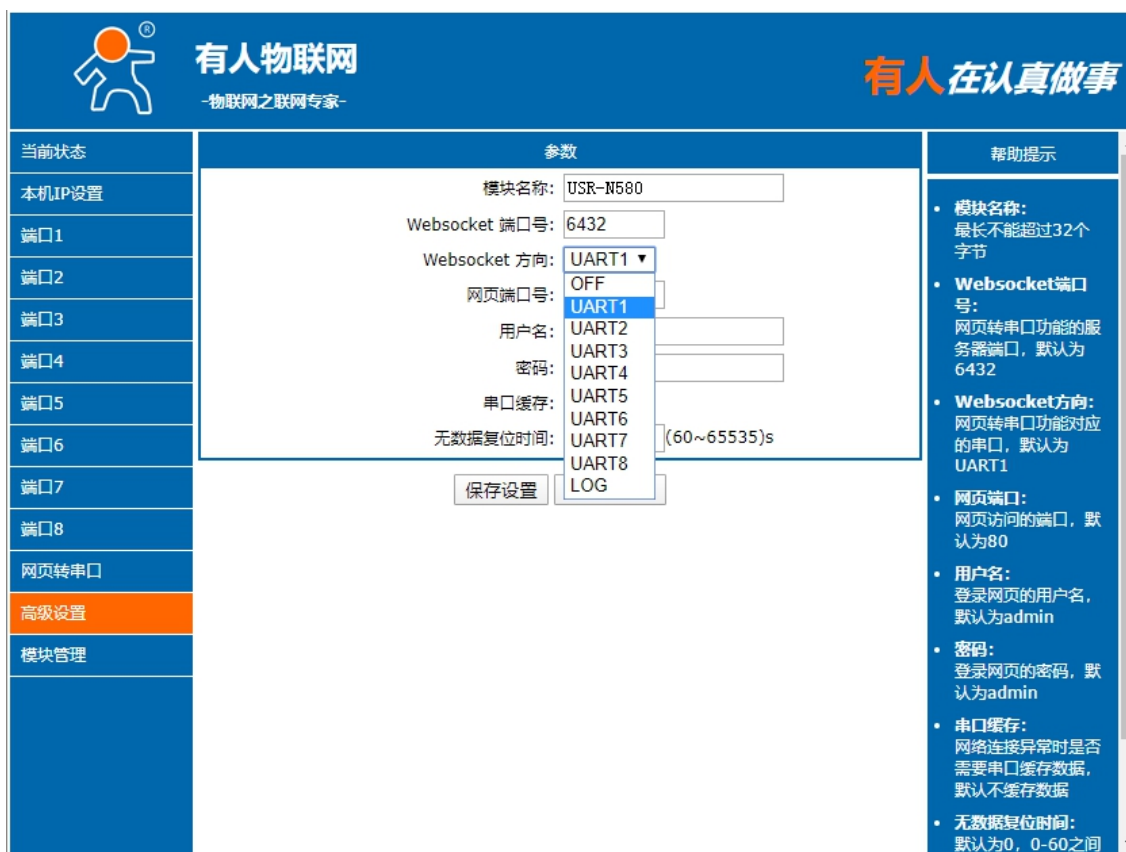 ®
有人物联网
-物联网之联网专家-
有人在认真做事
当前状态
本机IP设置
端口1
端口2
端口3
端口4
端口5
端口6
端口7
端口8
网页转串口
高级设置
模块管理
参数
模块名称: USR-N580
Websocket 端口号: 6432
Websocket 方向: UART1
网页端口号:
用户名:
密码:
串口缓存:
无数据复位时间: (60~65535)s
OFF
UART1
UART2
UART3
UART4
UART5
UART6
UART7
UART8
LOG
保存设置
帮助提示
• 模块名称:
最长不能超过32个
字节
• Websocket端口
号:
网页转串口功能的服
务器端口，默认为
6432
• Websocket方向:
网页转串口功能对应
的串口，默认为
UART1
• 网页端口:
网页访问的端口，默
认为80
• 用户名:
登录网页的用户名，
默认为admin
• 密码:
登录网页的密码，默
认为admin
• 串口缓存:
网络连接异常时是否
需要串口缓存数据，
默认不缓存数据
• 无数据复位时间:
默认为0，0-60之间